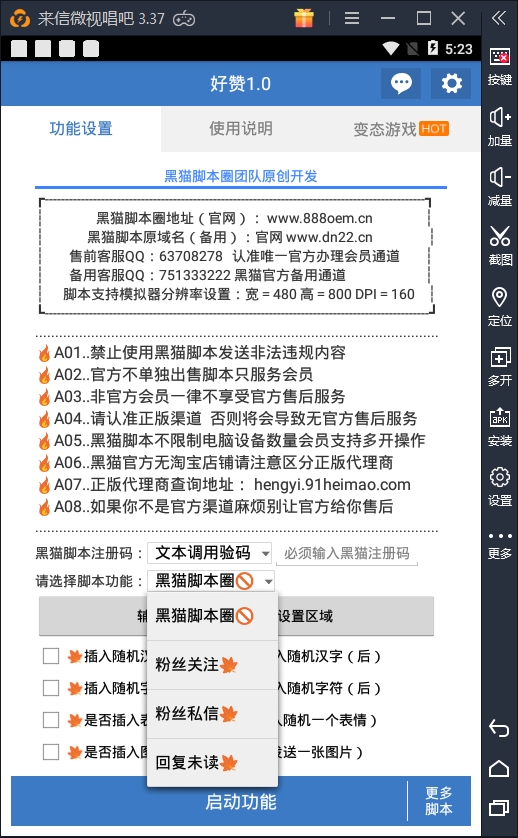 来信微视唱吧 3.37
5:23
好赞1.0
功能设置
使用说明
变态游戏 HOT
黑猫脚本圈团队原创开发
黑猫脚本圈地址（官网）：www.888oem.cn
黑猫脚本原域名（备用）：官网 www.dn22.cn
售前客服QQ：63708278 认准唯一官方办理会员通道
备用客服QQ：751333222 黑猫官方备用通道
脚本支持模拟器分辨率设置：宽 = 480 高 = 800 DPI = 160
A01..禁止使用黑猫脚本发送非法违规内容
A02..官方不单独出售脚本只服务会员
A03..非官方会员一律不享受官方售后服务
A04..请认准正版渠道 否则将会导致无官方售后服务
A05..黑猫脚本不限制电脑设备数量会员支持多开操作
A06..黑猫官方无淘宝店铺请注意区分正版代理商
A07..正版代理商查询地址：hengyi.91heimao.com
A08..如果你不是官方渠道麻烦别让官方给你售后
黑猫脚本注册码：文本调用验码 必须输入黑猫注册码
请选择脚本功能：黑猫脚本圈🚫
黑猫脚本圈🚫
粉丝关注
粉丝私信
回复未读
设置区域
插入随机 入随机汉字（后）
插入随机 入随机字符（后）
是否插入 入随机一个表情）
是否插入 送一张图片）
启动功能
更多
脚本
按键
加量
减量
截图
定位
多开
APK
安装
设置
更多